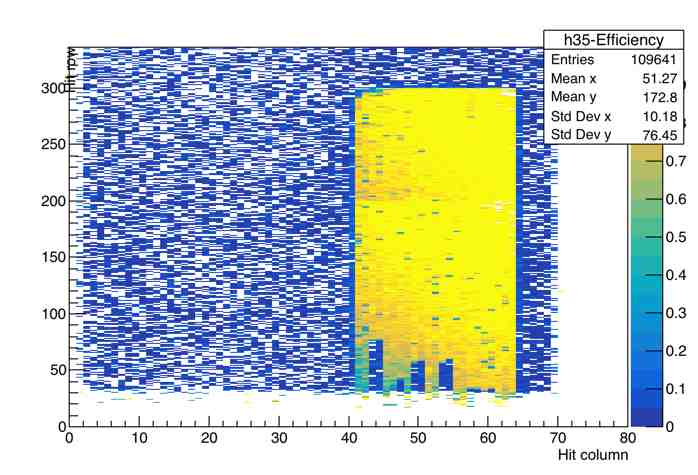 h35-Efficiency
Entries 109641
Mean x 51.27
Mean y 172.8
Std Dev x 10.18
Std Dev y 76.45
Hit row
300
250
200
150
100
50
0
0 10 20 30 40 50 60 70 80
Hit column
0.7
0.6
0.5
0.4
0.3
0.2
0.1
0